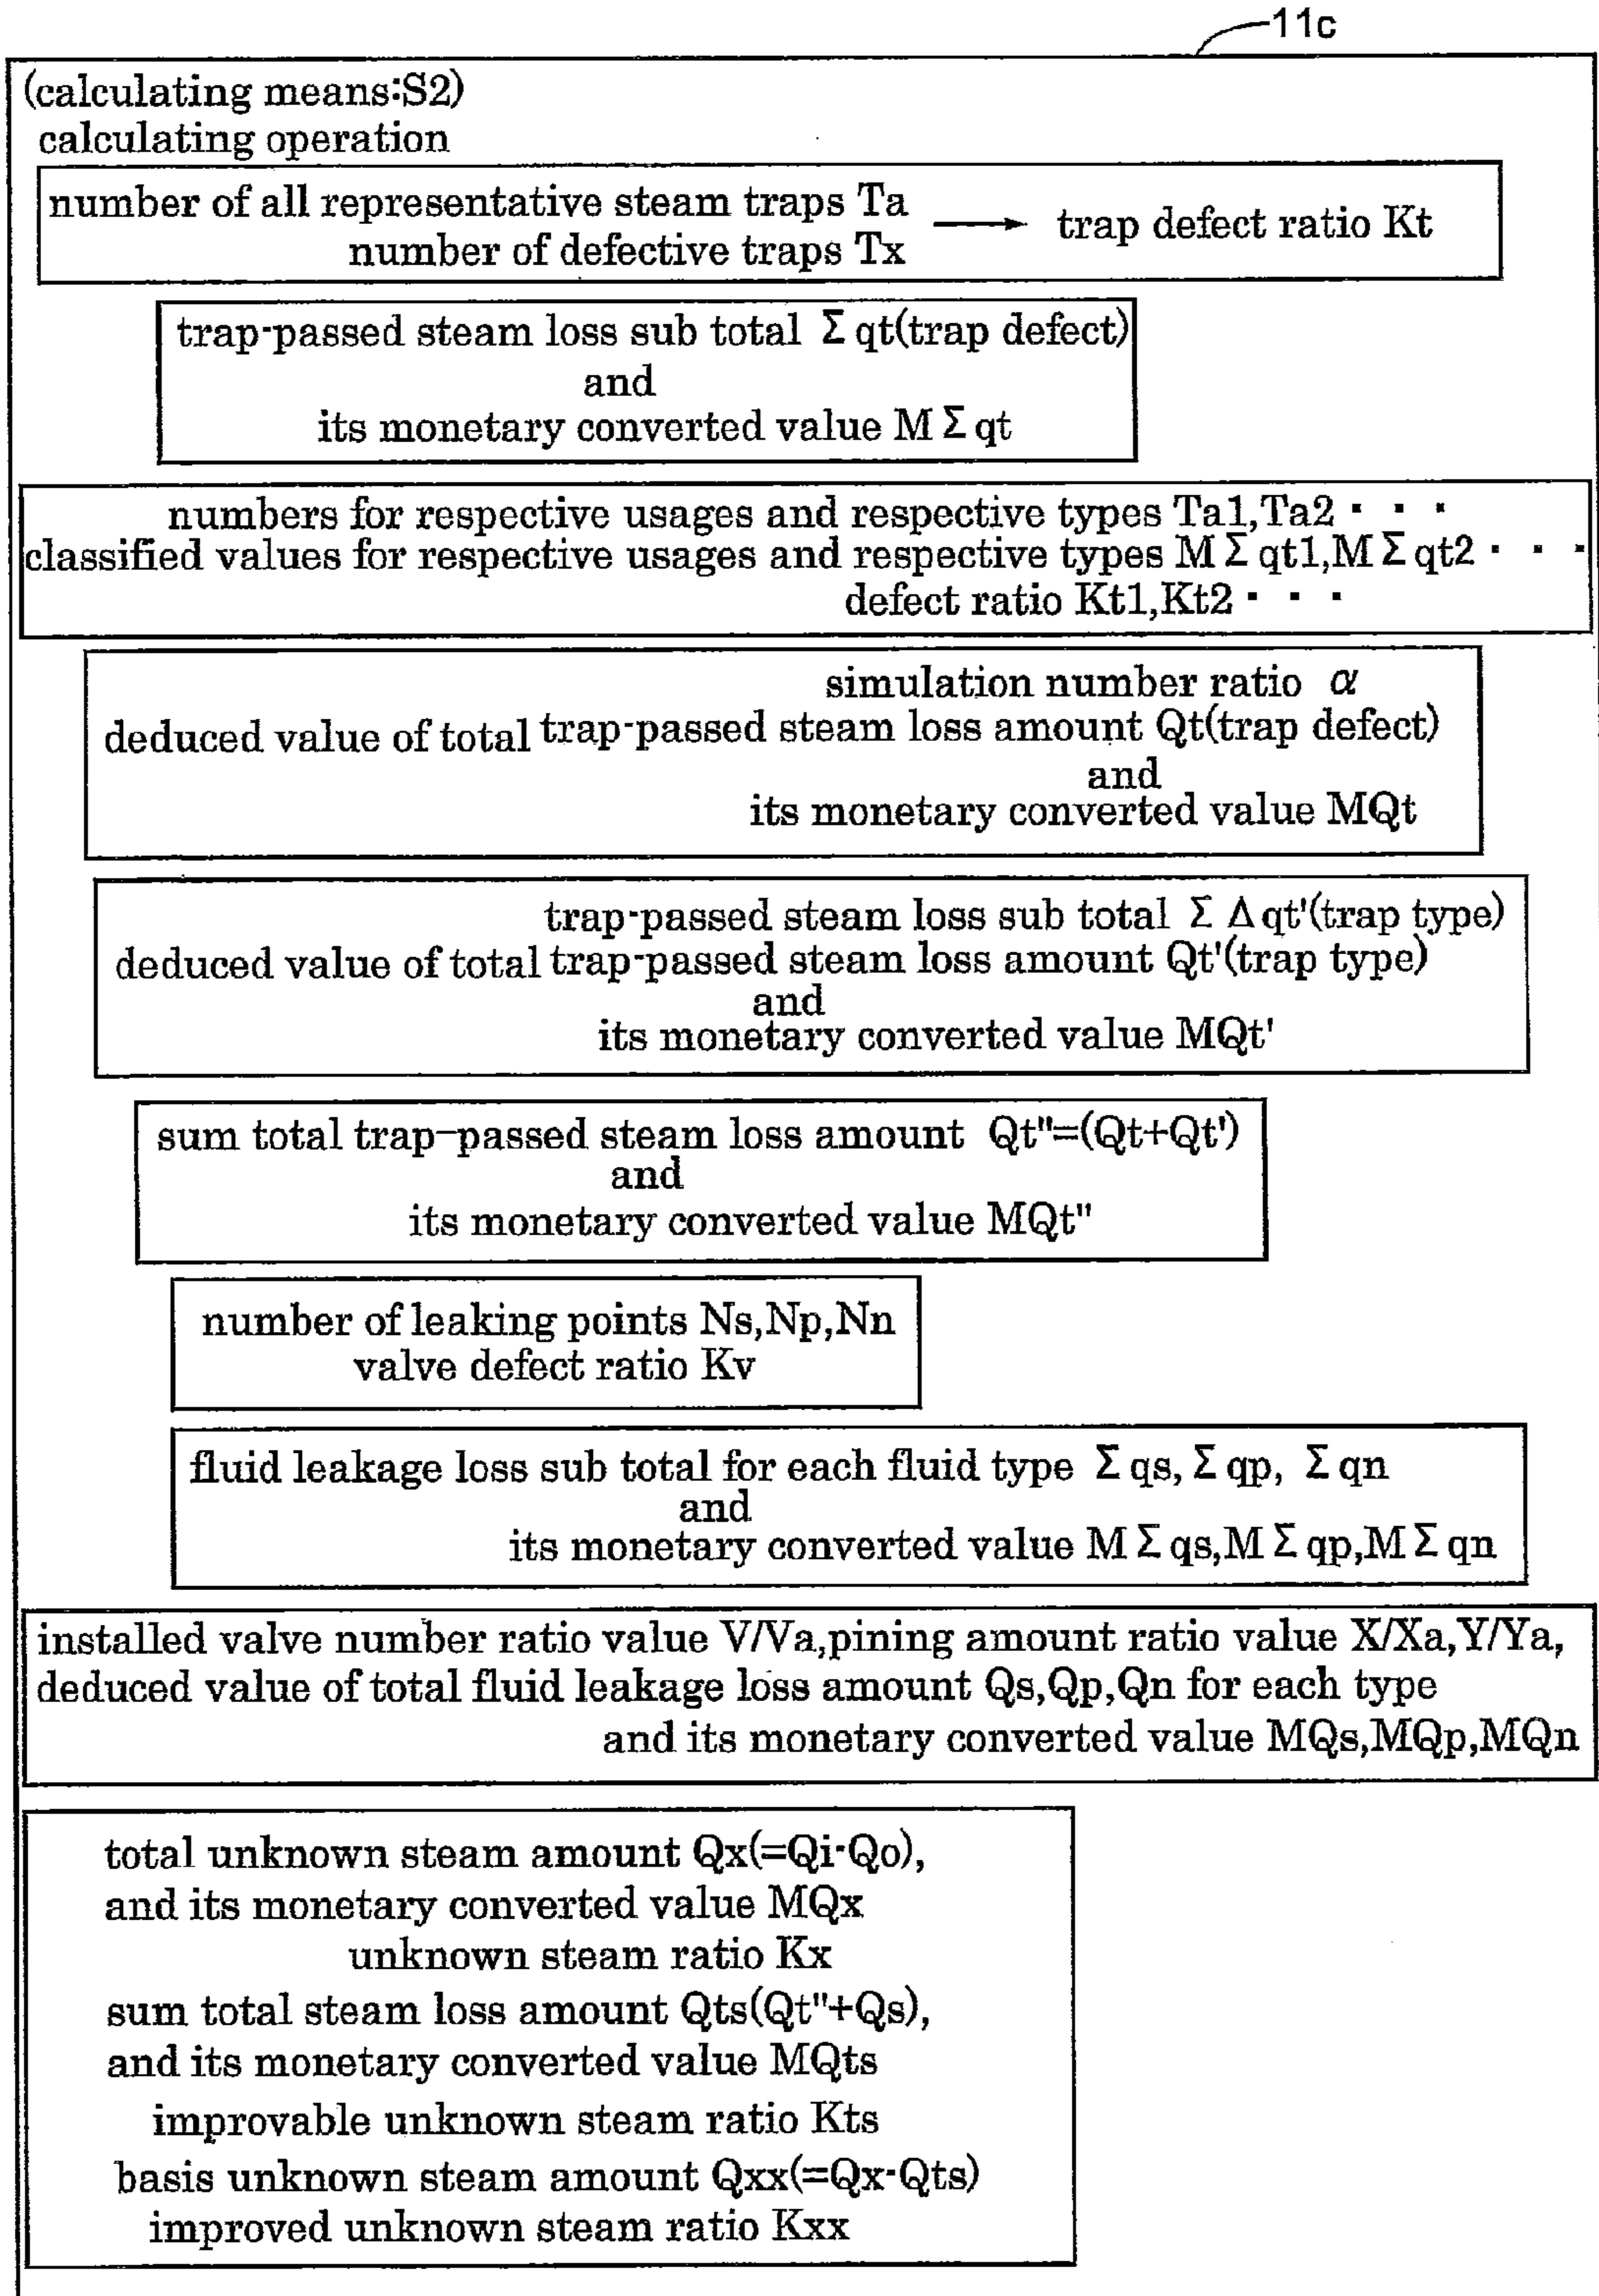 11c
(calculating means:S2)
calculating operation
number of all representative steam traps Ta
number of defective traps Tx
→ trap defect ratio Kt
trap-passed steam loss sub total Σqt(trap defect)
and
its monetary converted value MΣqt
numbers for respective usages and respective types Ta1,Ta2・・・
classified values for respective usages and respective types MΣqt1,MΣqt2・・・
defect ratio Kt1,Kt2・・・
simulation number ratio α
deduced value of total trap-passed steam loss amount Qt(trap defect)
and
its monetary converted value MQt
trap-passed steam loss sub total ΣΔqt'(trap type)
deduced value of total trap-passed steam loss amount Qt'(trap type)
and
its monetary converted value MQt'
sum total trap-passed steam loss amount Qt"=(Qt+Qt')
and
its monetary converted value MQt"
number of leaking points Ns,Np,Nn
valve defect ratio Kv
fluid leakage loss sub total for each fluid type Σqs,Σqp, Σqn
and
its monetary converted value MΣqs,MΣqp,MΣqn
installed valve number ratio value V/Va,pining amount ratio value X/Xa,Y/Ya,
deduced value of total fluid leakage loss amount Qs,Qp,Qn for each type
and its monetary converted value MQs,MQp,MQn
total unknown steam amount Qx(=Qi-Qo),
and its monetary converted value MQx
unknown steam ratio Kx
sum total steam loss amount Qts(Qt"+Qs),
and its monetary converted value MQts
improvable unknown steam ratio Kts
basis unknown steam amount Qxx(=Qx-Qts)
improved unknown steam ratio Kxx